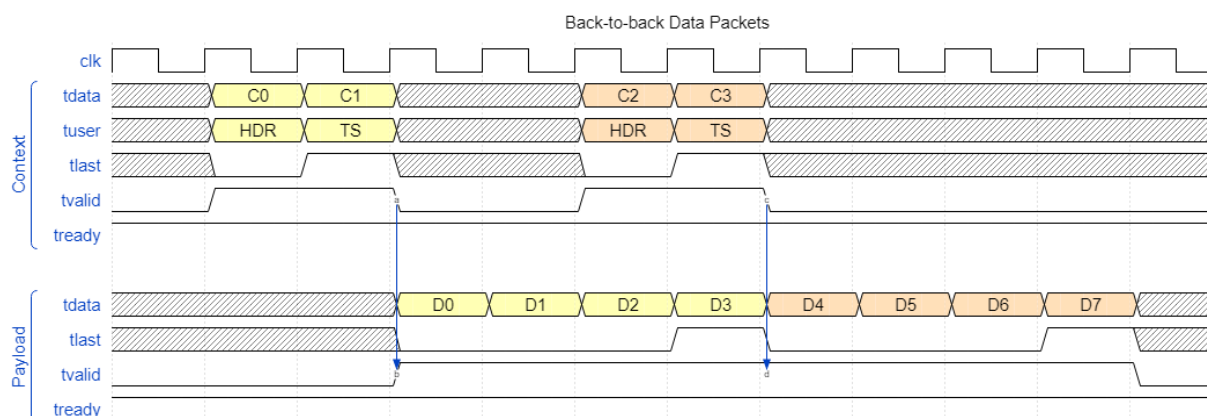 Back-to-back Data Packets
clk
Context
tdata C0 C1 C2 C3
tuser HDR TS HDR TS
tlast
tvalid a c
tready
Payload
tdata D0 D1 D2 D3 D4 D5 D6 D7
tlast
tvalid b d
tready